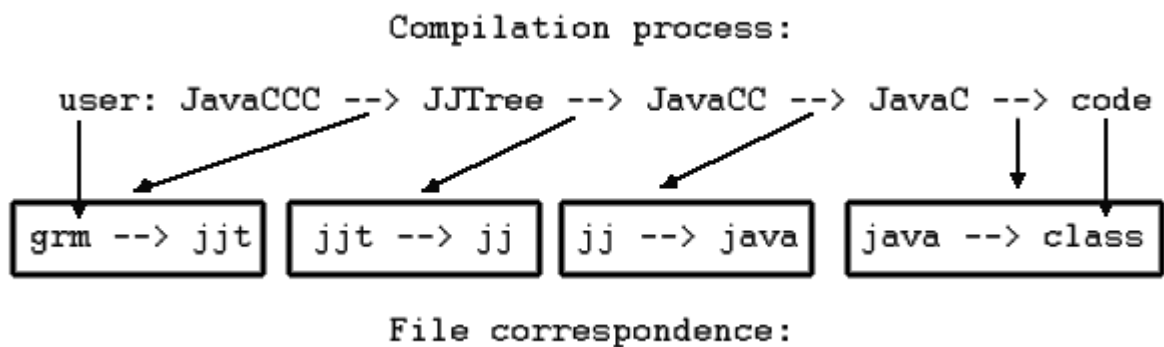 Compilation process:
user: JavaCCC --> JJTree --> JavaCC --> JavaC --> code
grm --> jjt jjt --> jj jj --> java java --> class
File correspondence: